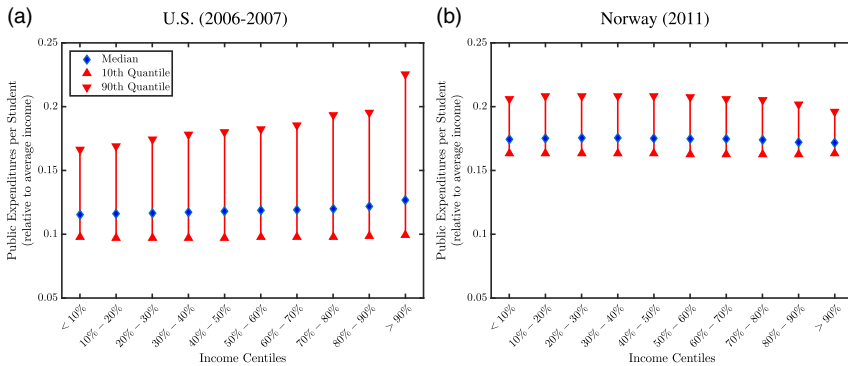 (a)
U.S. (2006-2007)
Public Expenditures per Student
(relative to average income)
0.25
0.2
0.15
0.1
0.05
Median
10th Quantile
90th Quantile
< 10%
10% − 20%
20% − 30%
30% − 40%
40% − 50%
50% − 60%
60% − 70%
70% − 80%
80% − 90%
> 90%
Income Centiles
(b)
Norway (2011)
Public Expenditures per Student
(relative to average income)
0.25
0.2
0.15
0.1
0.05
< 10%
10% − 20%
20% − 30%
30% − 40%
40% − 50%
50% − 60%
60% − 70%
70% − 80%
80% − 90%
> 90%
Income Centiles